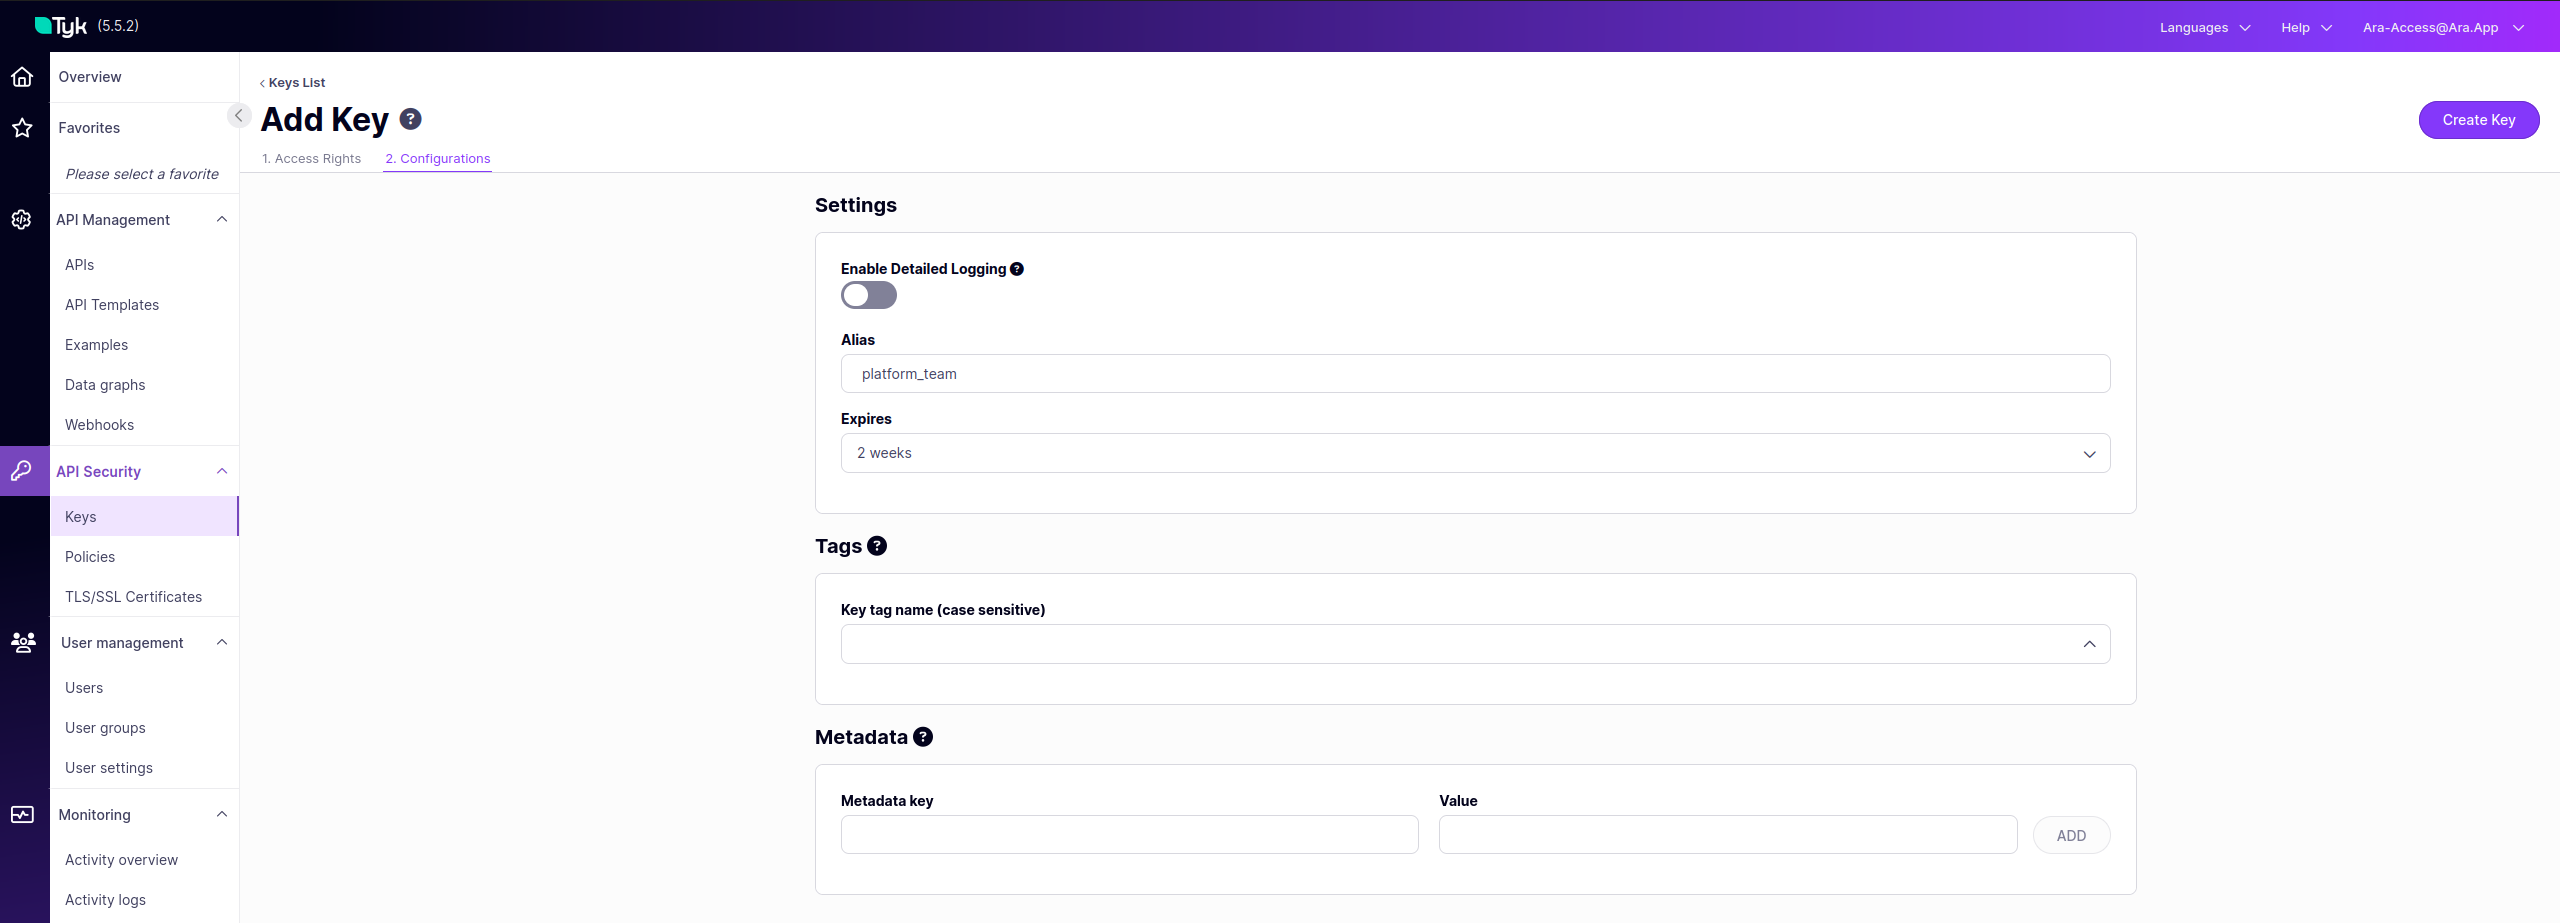 Tyk (5.5.2)
Languages
Help
Ara-Access@Ara.App
Overview
Favorites
Please select a favorite
API Management
APIs
API Templates
Examples
Data graphs
Webhooks
API Security
Keys
Policies
TLS/SSL Certificates
User management
Users
User groups
User settings
Monitoring
Activity overview
Activity logs
‹ Keys List
Add Key ?
Create Key
1. Access Rights
2. Configurations
Settings
Enable Detailed Logging ?
Alias
platform_team
Expires
2 weeks
Tags ?
Key tag name (case sensitive)
Metadata ?
Metadata key
Value
ADD